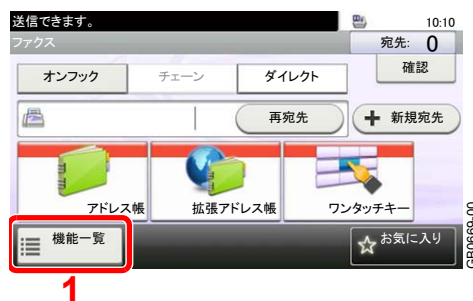 送信できます。 10:10
ファクス 宛先: 0
オンフック チェーン ダイレクト 確認
再宛先 + 新規宛先
アドレス帳 拡張アドレス帳 ワンタッチキー
機能一覧 お気に入り
1
GB0669-00